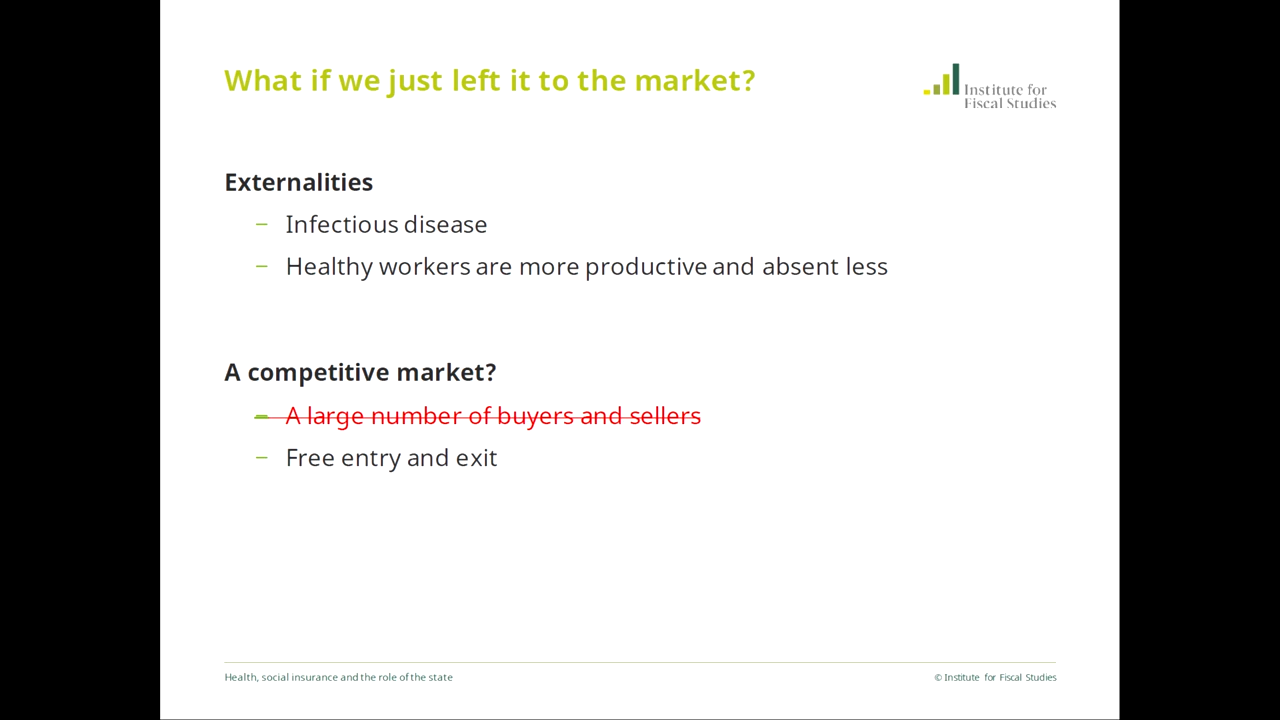 What if we just left it to the market?
Institute for
Fiscal Studies
Externalities
– Infectious disease
– Healthy workers are more productive and absent less
A competitive market?
– A large number of buyers and sellers
– Free entry and exit
Health, social insurance and the role of the state
© Institute for Fiscal Studies